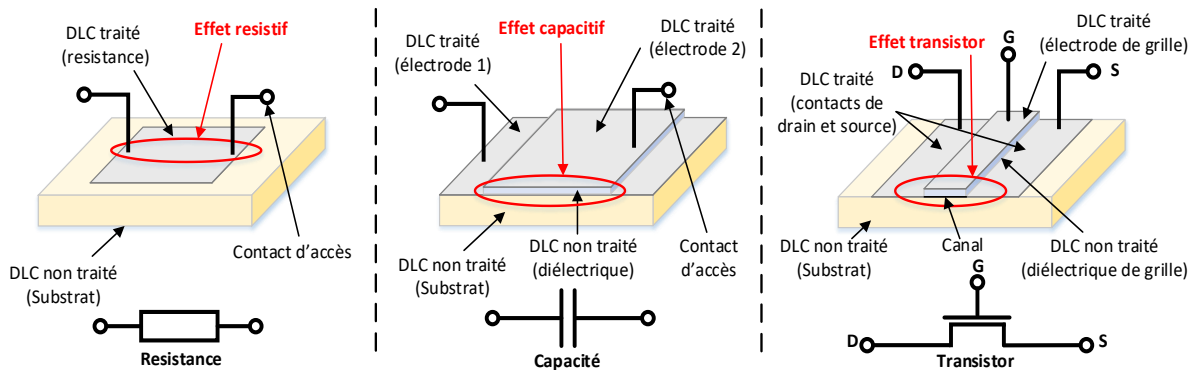 DLC traité
(resistance)
Effet resistif
Contact d'accès
DLC non traité
(Substrat)
Resistance
DLC traité
(électrode 1)
Effet capacitif
DLC traité
(électrode 2)
DLC non traité
(Substrat)
DLC non traité
(diélectrique)
Contact
d'accès
Capacité
G
Effet transistor
DLC traité
(électrode de grille)
D
S
DLC traité
(contacts de
drain et source)
DLC non traité
(Substrat)
Canal
DLC non traité
(diélectrique de grille)
G
D
S
Transistor